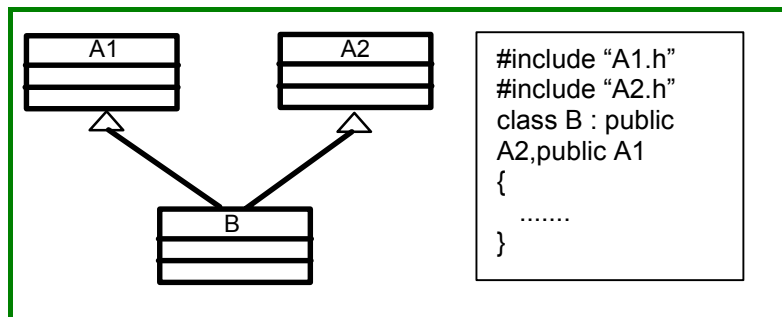 A1
A2
B
#include “A1.h”
#include “A2.h”
class B : public
A2,public A1
{
.......
}